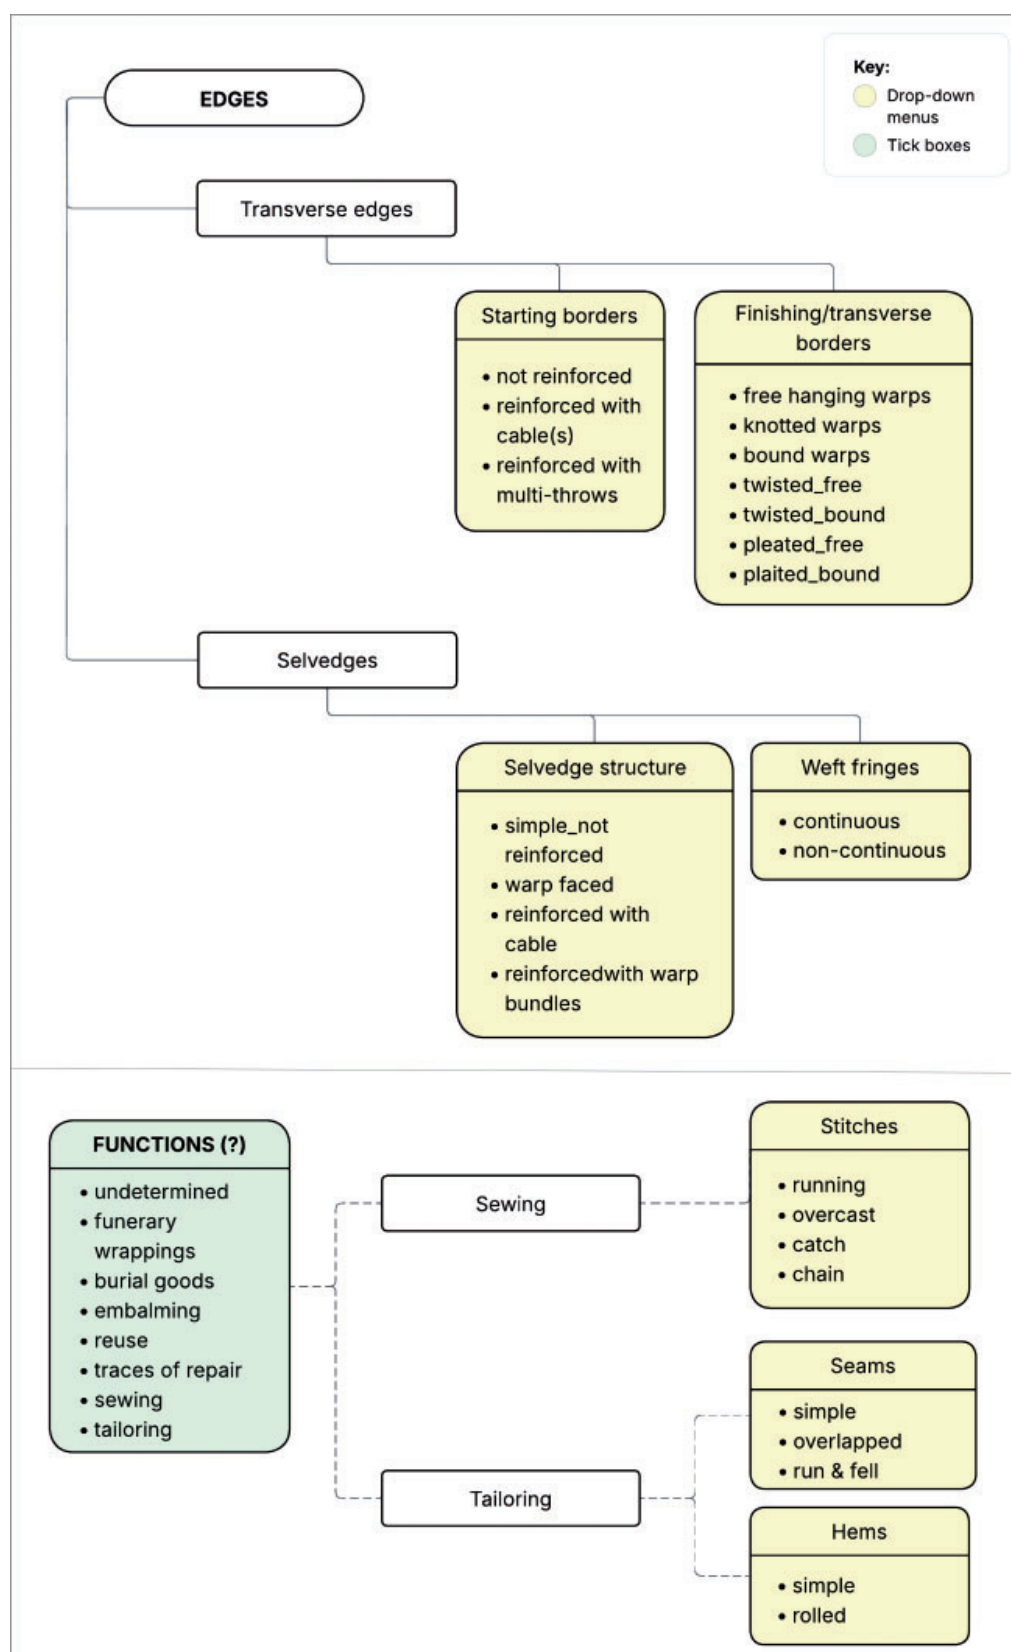 Key:
Drop-down
menus
Tick boxes
EDGES
Transverse edges
Starting borders
• not reinforced
• reinforced with
cable(s)
• reinforced with
multi-throws
Finishing/transverse
borders
• free hanging warps
• knotted warps
• bound warps
• twisted_free
• twisted_bound
• pleated_free
• plaited_bound
Selvedges
Selvedge structure
• simple_not
reinforced
• warp faced
• reinforced with
cable
• reinforcedwith warp
bundles
Weft fringes
• continuous
• non-continuous
FUNCTIONS (?)
• undetermined
• funerary
wrappings
• burial goods
• embalming
• reuse
• traces of repair
• sewing
• tailoring
Sewing
Stitches
• running
• overcast
• catch
• chain
Tailoring
Seams
• simple
• overlapped
• run & fell
Hems
• simple
• rolled